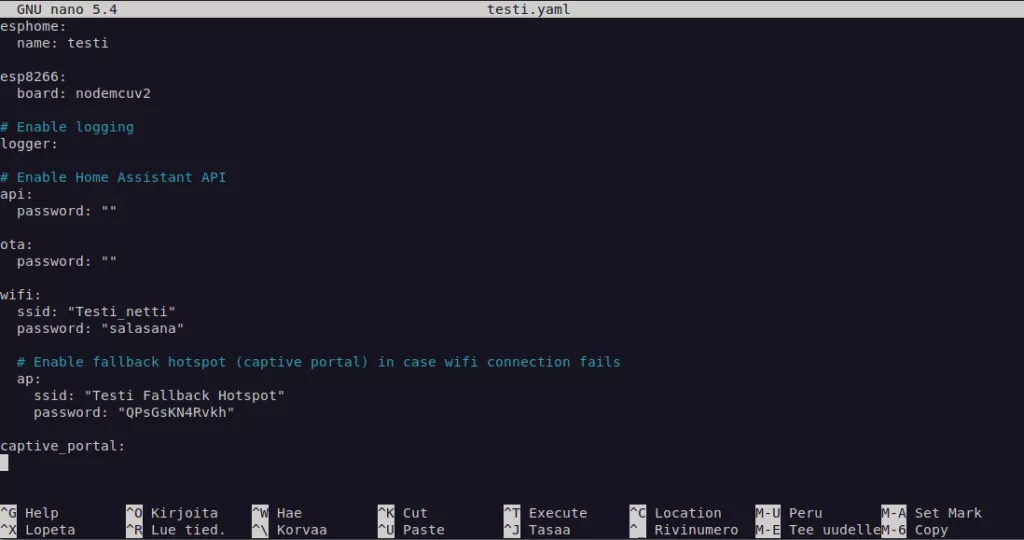 GNU nano 5.4 testi.yaml
esphome:
  name: testi
esp8266:
  board: nodemcuv2
# Enable logging
logger:
# Enable Home Assistant API
api:
  password: ""
ota:
  password: ""
wifi:
  ssid: "Testi_netti"
  password: "salasana"
  # Enable fallback hotspot (captive portal) in case wifi connection fails
  ap:
    ssid: "Testi Fallback Hotspot"
    password: "QPsGsKN4Rvkh"
captive_portal:
^G Help ^O Kirjoita ^W Hae ^K Cut ^T Execute ^C Location M-U Peru M-A Set Mark
^X Lopeta ^R Lue tied. ^\ Korvaa ^U Paste ^J Tasaa ^_ Rivinumero M-E Tee uudelle M-6 Copy